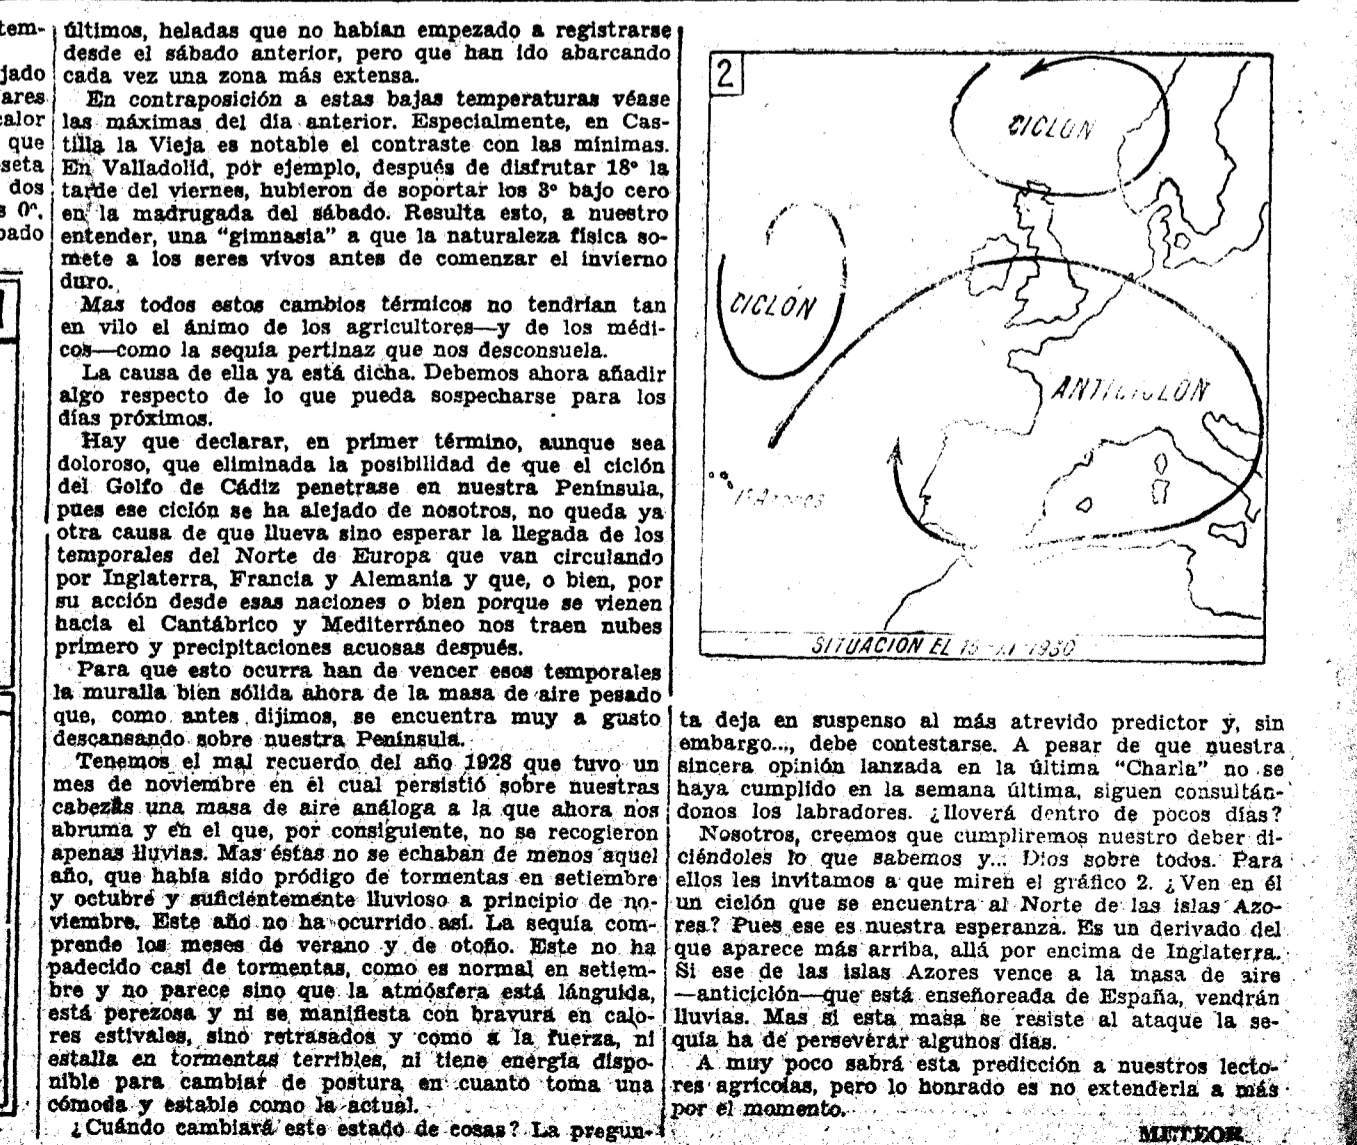 tem-
jado
ares
calor
que
seta
dos
s 0º.
bado
últimos, heladas que no habían empezado a registrarse
desde el sábado anterior, pero que han ido abarcando
cada vez una zona más extensa.
En contraposición a estas bajas temperaturas véase
las máximas del día anterior. Especialmente, en Cas-
tilla la Vieja es notable el contraste con las mínimas.
En Valladolid, por ejemplo, después de disfrutar 18º la
tarde del viernes, hubieron de soportar los 3º bajo cero
en la madrugada del sábado. Resulta esto, a nuestro
entender, una "gimnasia" a que la naturaleza física so-
mete a los seres vivos antes de comenzar el invierno
duro.
Mas todos estos cambios térmicos no tendrían tan
en vilo el ánimo de los agricultores—y de los médi-
cos—como la sequía pertinaz que nos desconsuela.
La causa de ella ya está dicha. Debemos ahora añadir
algo respecto de lo que pueda sospecharse para los
días próximos.
Hay que declarar, en primer término, aunque sea
doloroso, que eliminada la posibilidad de que el ciclón
del Golfo de Cádiz penetrase en nuestra Península,
pues ese ciclón se ha alejado de nosotros, no queda ya
otra causa de que llueva sino esperar la llegada de los
temporales del Norte de Europa que van circulando
por Inglaterra, Francia y Alemania y que, o bien, por
su acción desde esas naciones o bien porque se vienen
hacia el Cantábrico y Mediterráneo nos traen nubes
primero y precipitaciones acuosas después.
Para que esto ocurra han de vencer esos temporales
la muralla bien sólida ahora de la masa de aire pesado
que, como antes dijimos, se encuentra muy a gusto
descansando sobre nuestra Península.
Tenemos el mal recuerdo del año 1928 que tuvo un
mes de noviembre en el cual persistió sobre nuestras
cabezas una masa de aire análoga a la que ahora nos
abruma y en el que, por consiguiente, no se recogieron
apenas lluvias. Mas éstas no se echaban de menos aquel
año, que había sido pródigo de tormentas en setiembre
y octubre y suficientemente lluvioso a principio de no-
viembre. Este año no ha ocurrido así. La sequía com-
prende los meses de verano y de otoño. Este no ha
padecido casi de tormentas, como es normal en setiem-
bre y no parece sino que la atmósfera está lánguida,
está perezosa y ni se manifiesta con bravura en calo-
res estivales, sino retrasados y como a la fuerza, ni
estalla en tormentas terribles, ni tiene energía dispo-
nible para cambiar de postura en cuanto toma una
cómoda y estable como la actual.
¿Cuándo cambiará este estado de cosas? La pregun-
2
CICLÓN
CICLÓN
ANTICICLÓN
Is Azores
SITUACIÓN EL 15-XI-1930
ta deja en suspenso al más atrevido predictor y, sin
embargo..., debe contestarse. A pesar de que nuestra
sincera opinión lanzada en la última "Charla" no se
haya cumplido en la semana última, siguen consultán-
donos los labradores. ¿lloverá dentro de pocos días?
Nosotros, creemos que cumpliremos nuestro deber di-
ciéndoles lo que sabemos y... Dios sobre todos. Para
ellos les invitamos a que miren el gráfico 2. ¿Ven en él
un ciclón que se encuentra al Norte de las islas Azo-
res? Pues ese es nuestra esperanza. Es un derivado del
que aparece más arriba, allá por encima de Inglaterra.
Si ese de las islas Azores vence a la masa de aire
—anticiclón—que está enseñoreada de España, vendrán
lluvias. Mas si esta masa se resiste al ataque la se-
quía ha de perseverar algunos días.
A muy poco sabrá esta predicción a nuestros lecto-
res agrícolas, pero lo honrado es no extenderla a más
por el momento.
METEOR